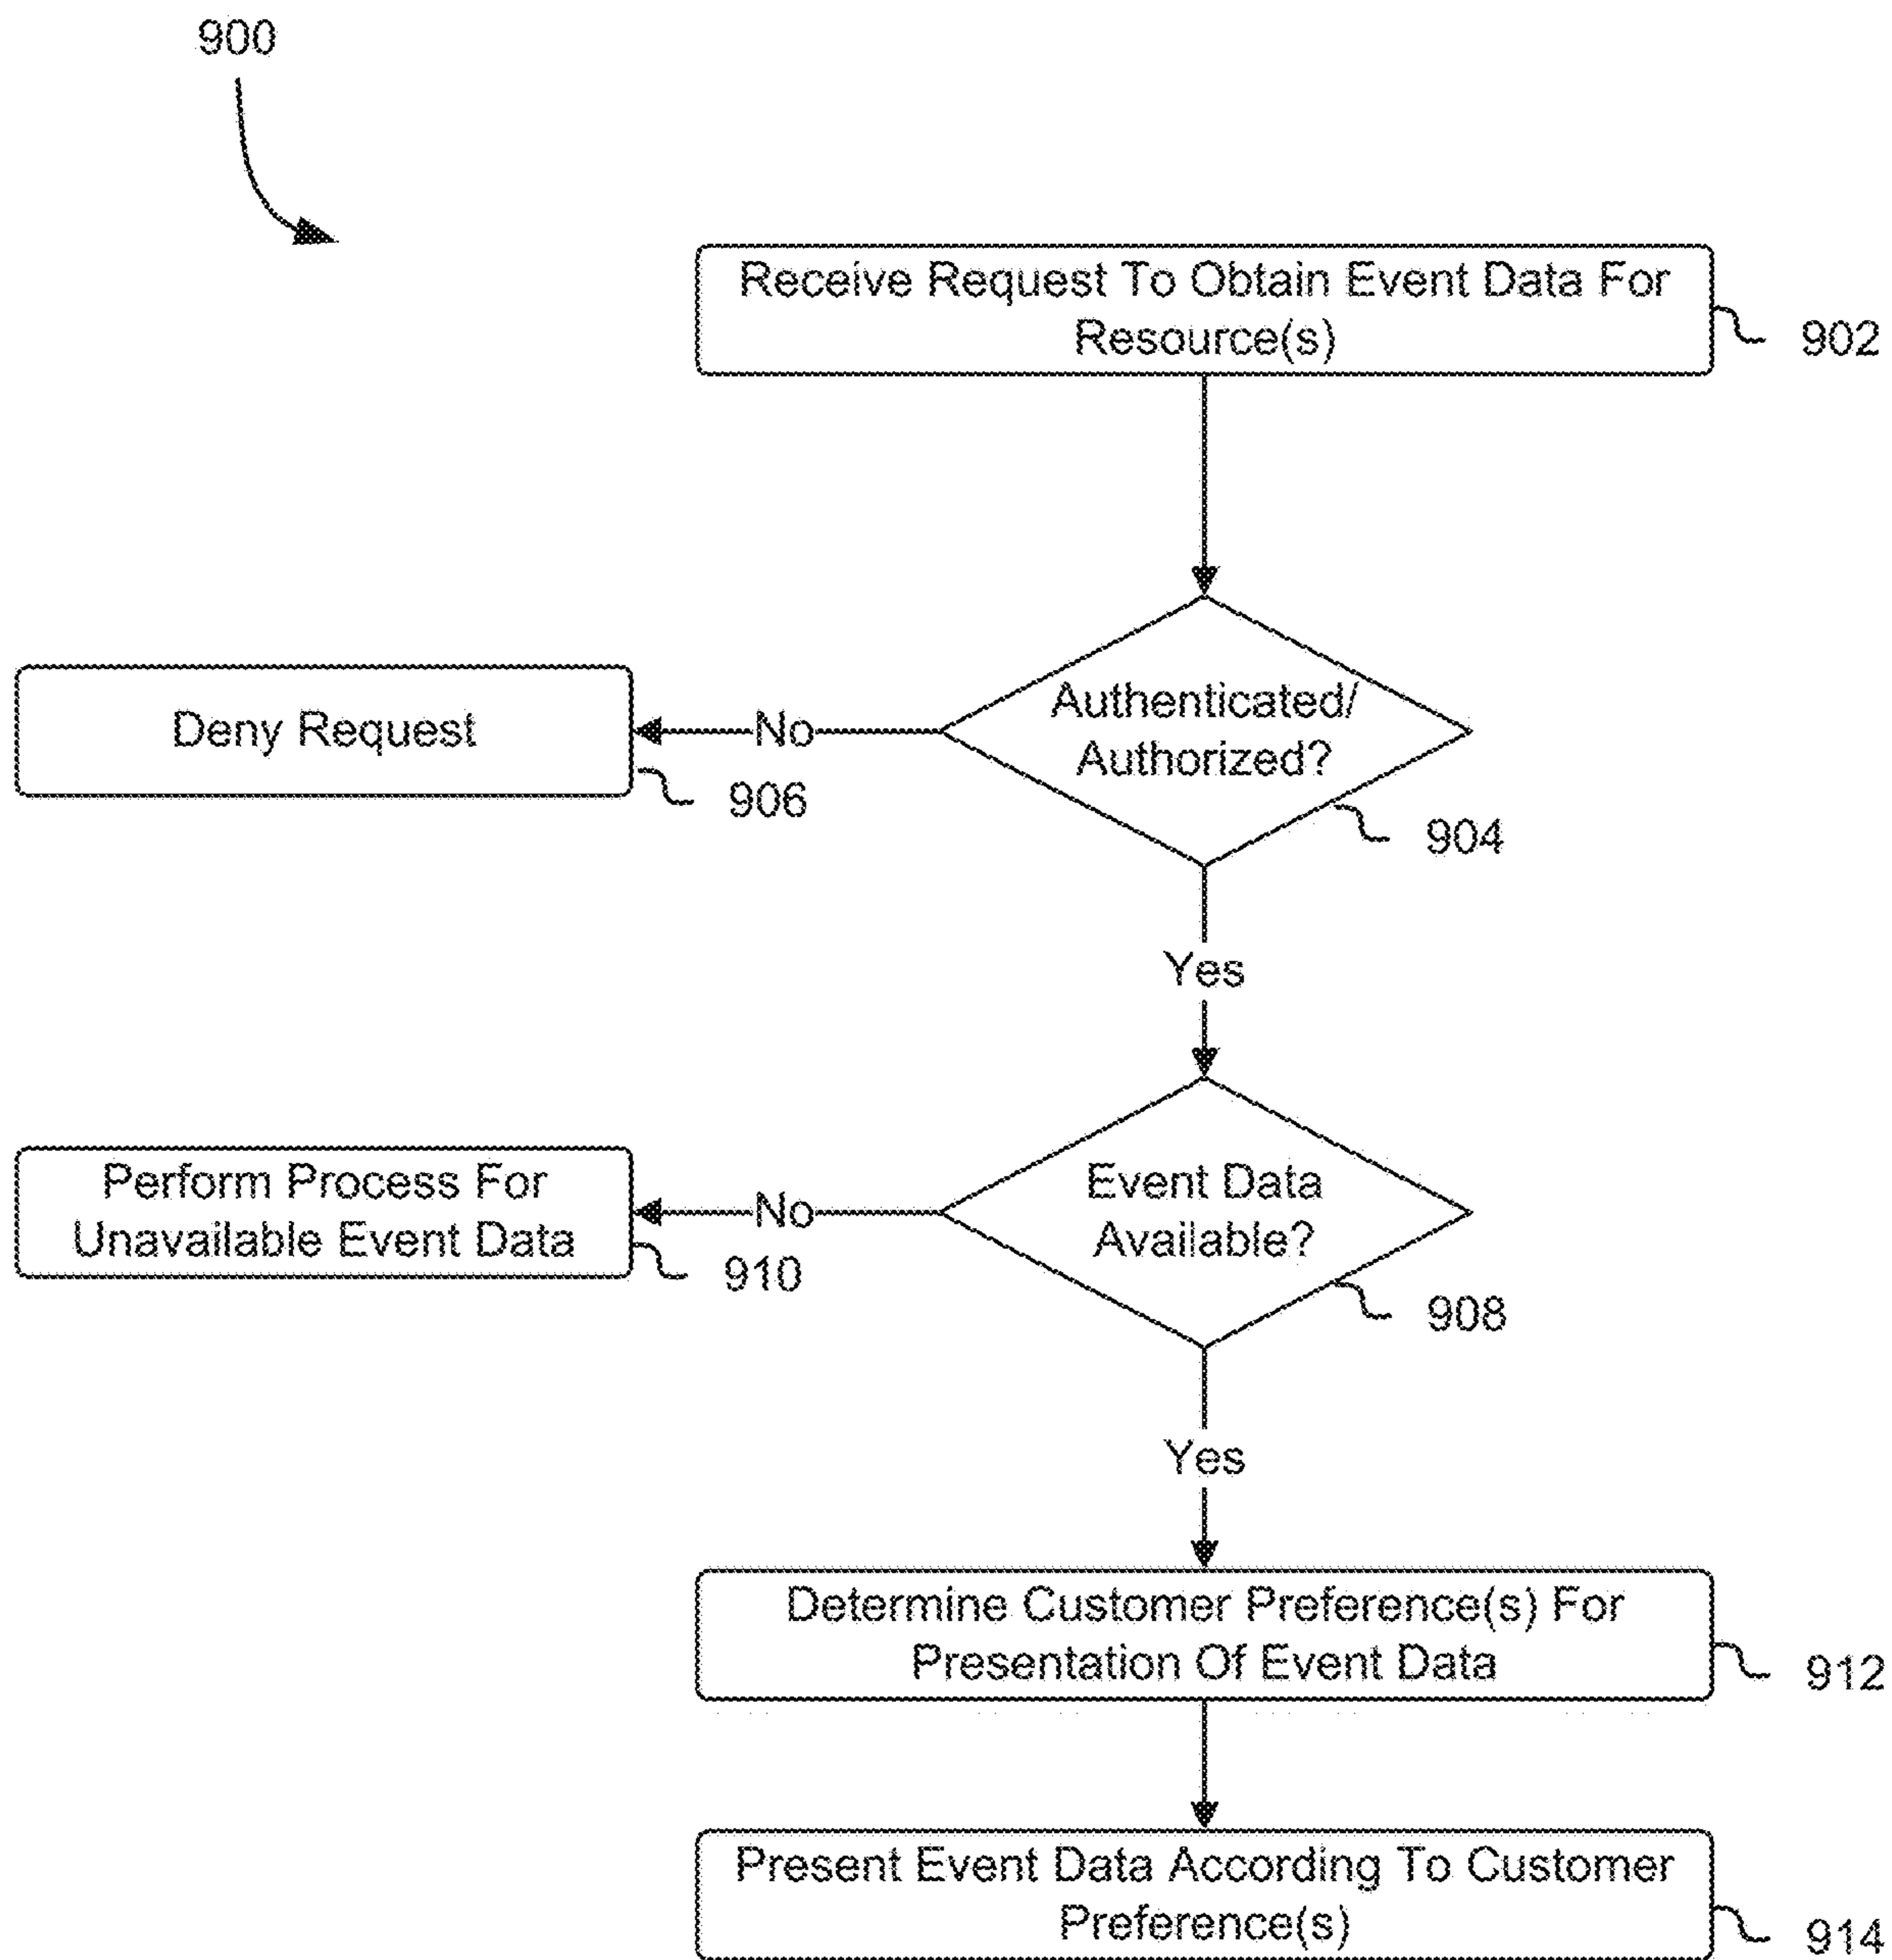 900
Receive Request To Obtain Event Data For
Resource(s)
902
Authenticated/
Authorized?
904
No
Deny Request
906
Yes
Event Data
Available?
908
No
Perform Process For
Unavailable Event Data
910
Yes
Determine Customer Preference(s) For
Presentation Of Event Data
912
Present Event Data According To Customer
Preference(s)
914